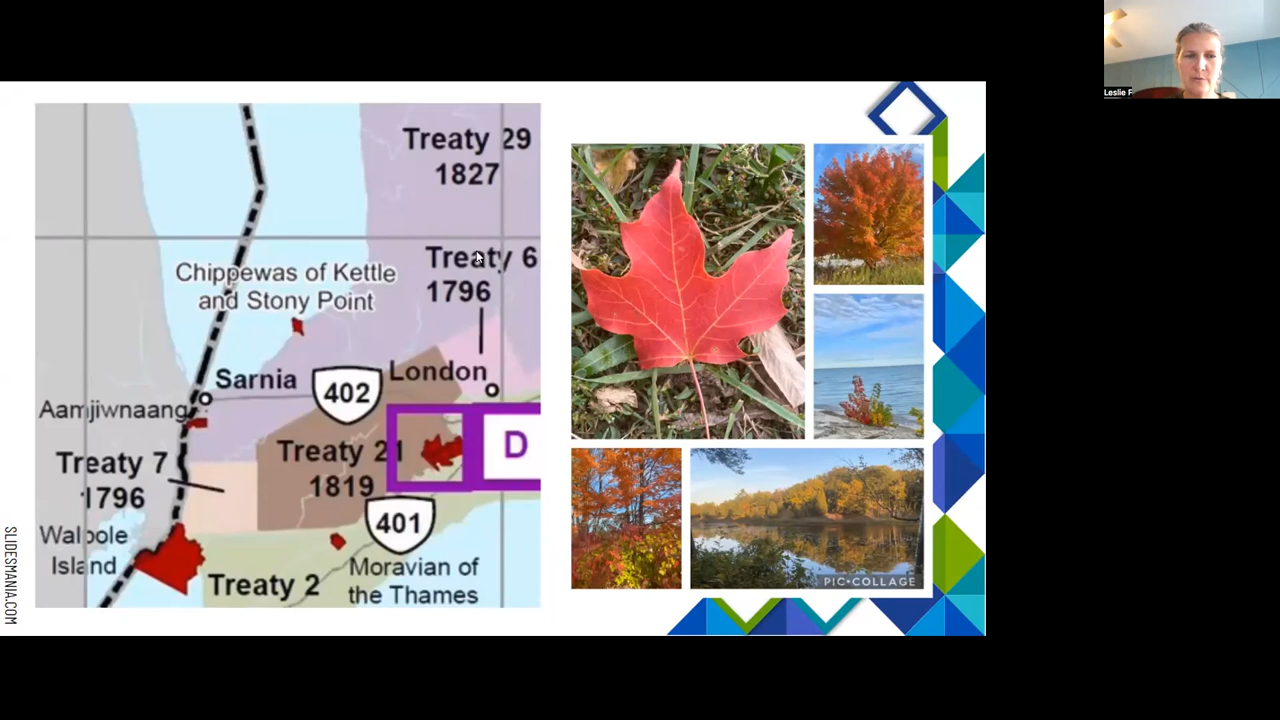 Leslie F
Treaty 29
1827
Treaty 6
1796
Chippewas of Kettle
and Stony Point
Sarnia
402
London
Aamjiwnaang
Treaty 21
1819
D
Treaty 7
1796
401
Walpole
Island
Treaty 2
Moravian of
the Thames
PIC•COLLAGE
SLIDESMANIA.COM